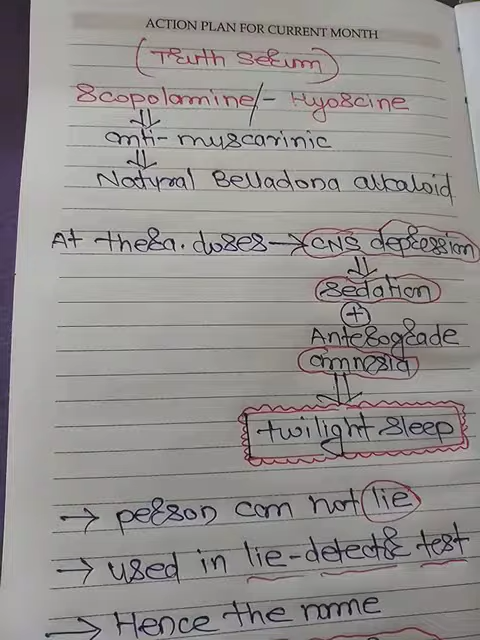 ACTION PLAN FOR CURRENT MONTH
(Truth Serum)
Scopolamine/- Hyoscine
⇓
anti-muscarinic
⇓
Natural Belladona alkaloid
At thera. doses → CNS depression
⇓
sedation
+
Anterograde
amnesia
⇓
twilight sleep
→ person can not lie
→ used in lie-detectr test
→ Hence the name